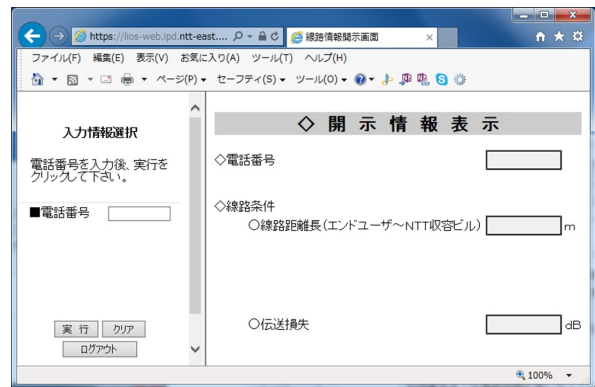 https://lios-web.ipd.ntt-east....
線路情報開示画面
ファイル(F) 編集(E) 表示(V) お気に入り(A) ツール(T) ヘルプ(H)
ページ(P) セーフティ(S) ツール(O)
入力情報選択
電話番号を入力後、実行を
クリックして下さい。
■電話番号
実 行 クリア
ログアウト
◇ 開 示 情 報 表 示
◇電話番号
◇線路条件
○線路距離長(エンドユーザ～NTT収容ビル) m
○伝送損失 dB
100%